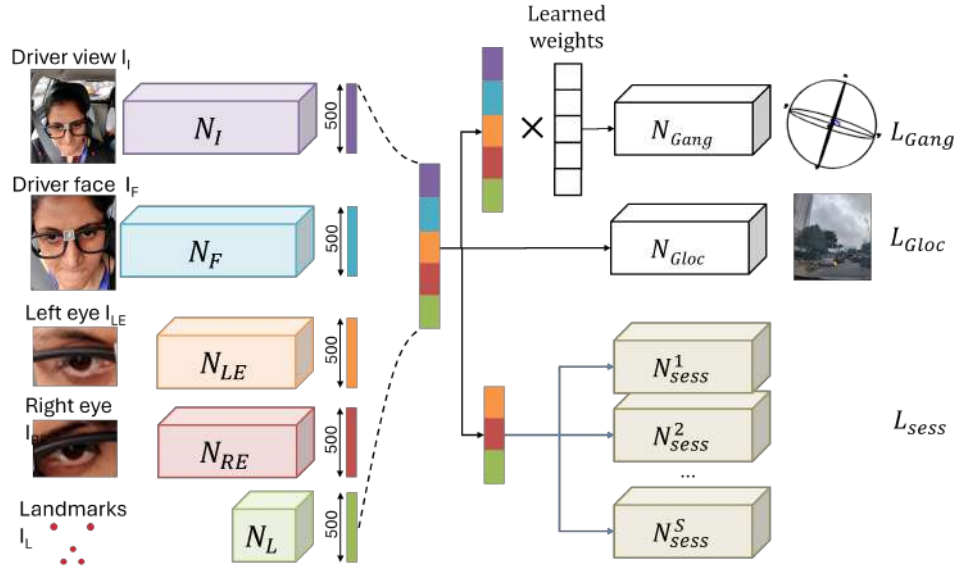 Learned
weights
Driver view I_I
N_I
500
N_Gang
L_Gang
Driver face I_F
N_F
500
N_Gloc
L_Gloc
Left eye I_LE
N_LE
500
N^1_sess
Right eye
N_RE
500
N^2_sess
L_sess
...
Landmarks
I_L
N_L
500
N^S_sess